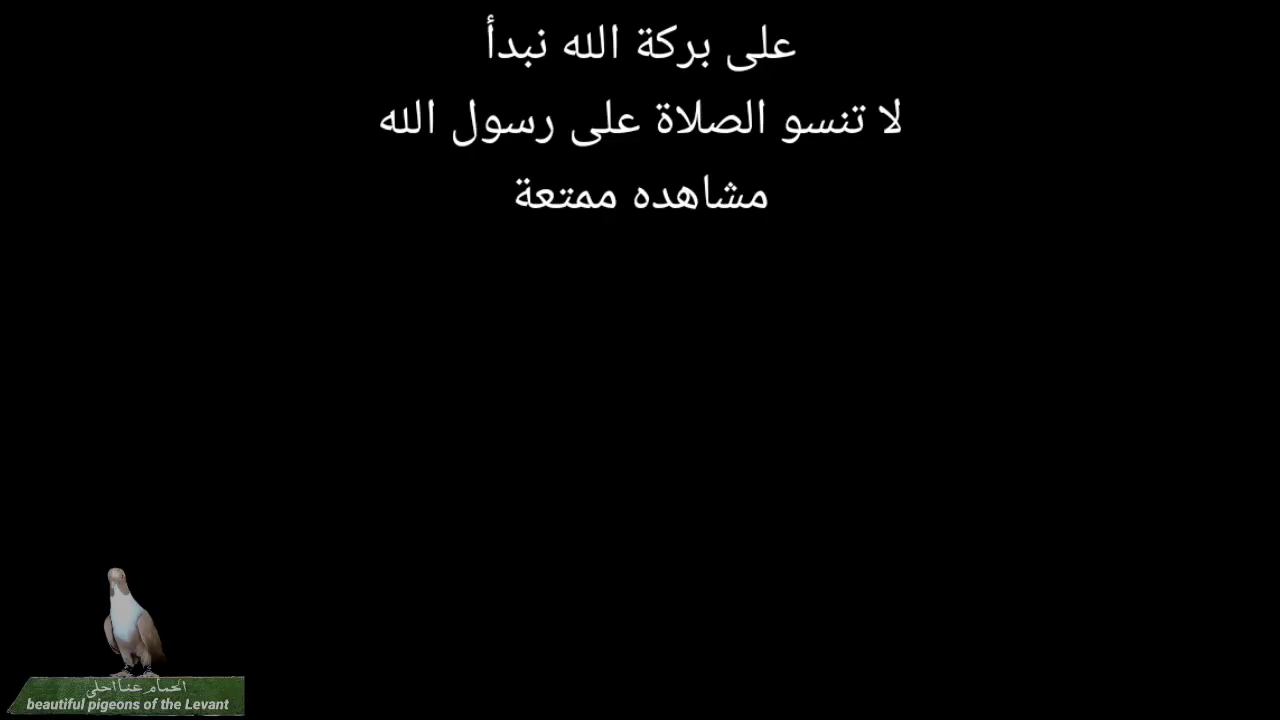 على بركة الله نبدأ
لا تنسو الصلاة على رسول الله
مشاهده ممتعة
الحمام عنا احلى
beautiful pigeons of the Levant